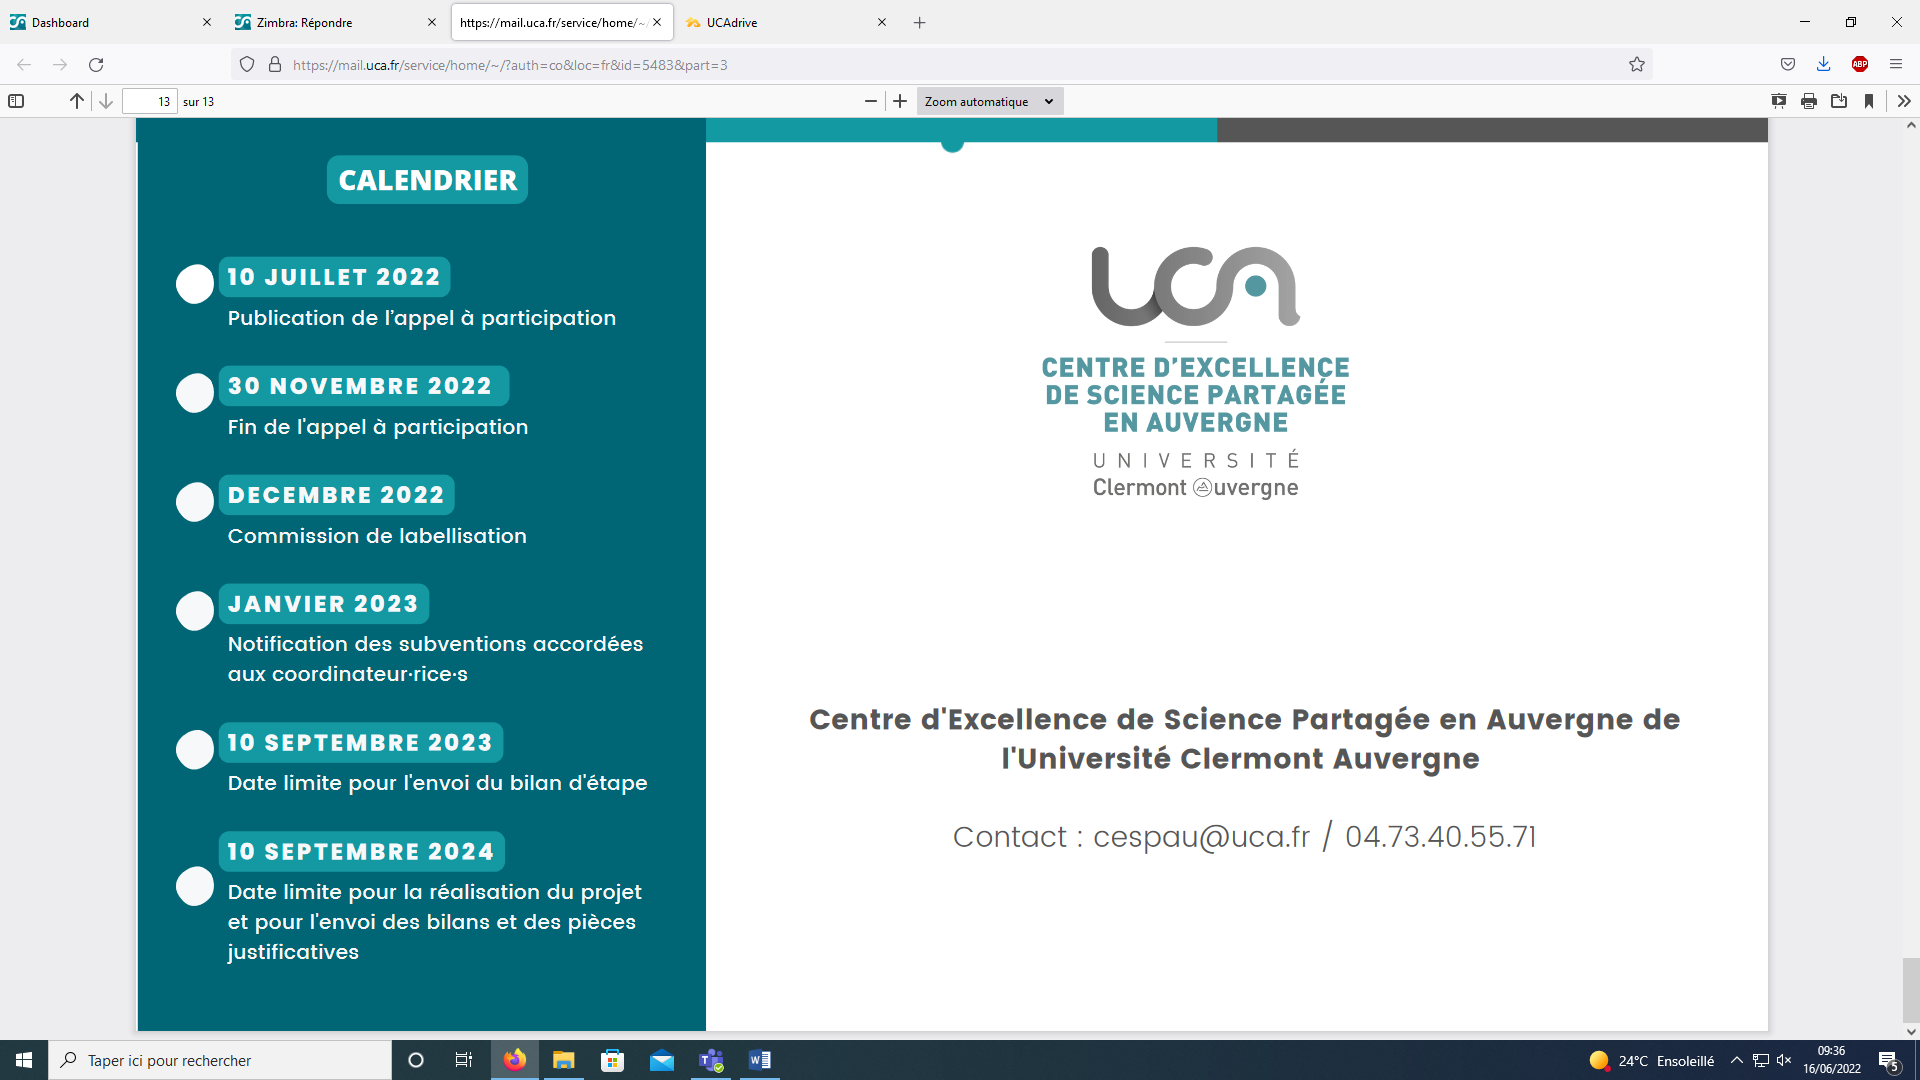 Dashboard
Zimbra: Répondre
https://mail.uca.fr/service/home/~/
UCAdrive
https://mail.uca.fr/service/home/~/?auth=co&loc=fr&id=5483&part=3
ABP
13 sur 13
Zoom automatique
CALENDRIER
10 JUILLET 2022
Publication de l'appel à participation
30 NOVEMBRE 2022
Fin de l'appel à participation
DECEMBRE 2022
Commission de labellisation
JANVIER 2023
Notification des subventions accordées
aux coordinateur·rice·s
10 SEPTEMBRE 2023
Date limite pour l'envoi du bilan d'étape
10 SEPTEMBRE 2024
Date limite pour la réalisation du projet
et pour l'envoi des bilans et des pièces
justificatives
uca
CENTRE D'EXCELLENCE
DE SCIENCE PARTAGÉE
EN AUVERGNE
UNIVERSITÉ
Clermont Auvergne
Centre d'Excellence de Science Partagée en Auvergne de
l'Université Clermont Auvergne
Contact : cespau@uca.fr / 04.73.40.55.71
Taper ici pour rechercher
24°C Ensoleillé
09:36
16/06/2022
5